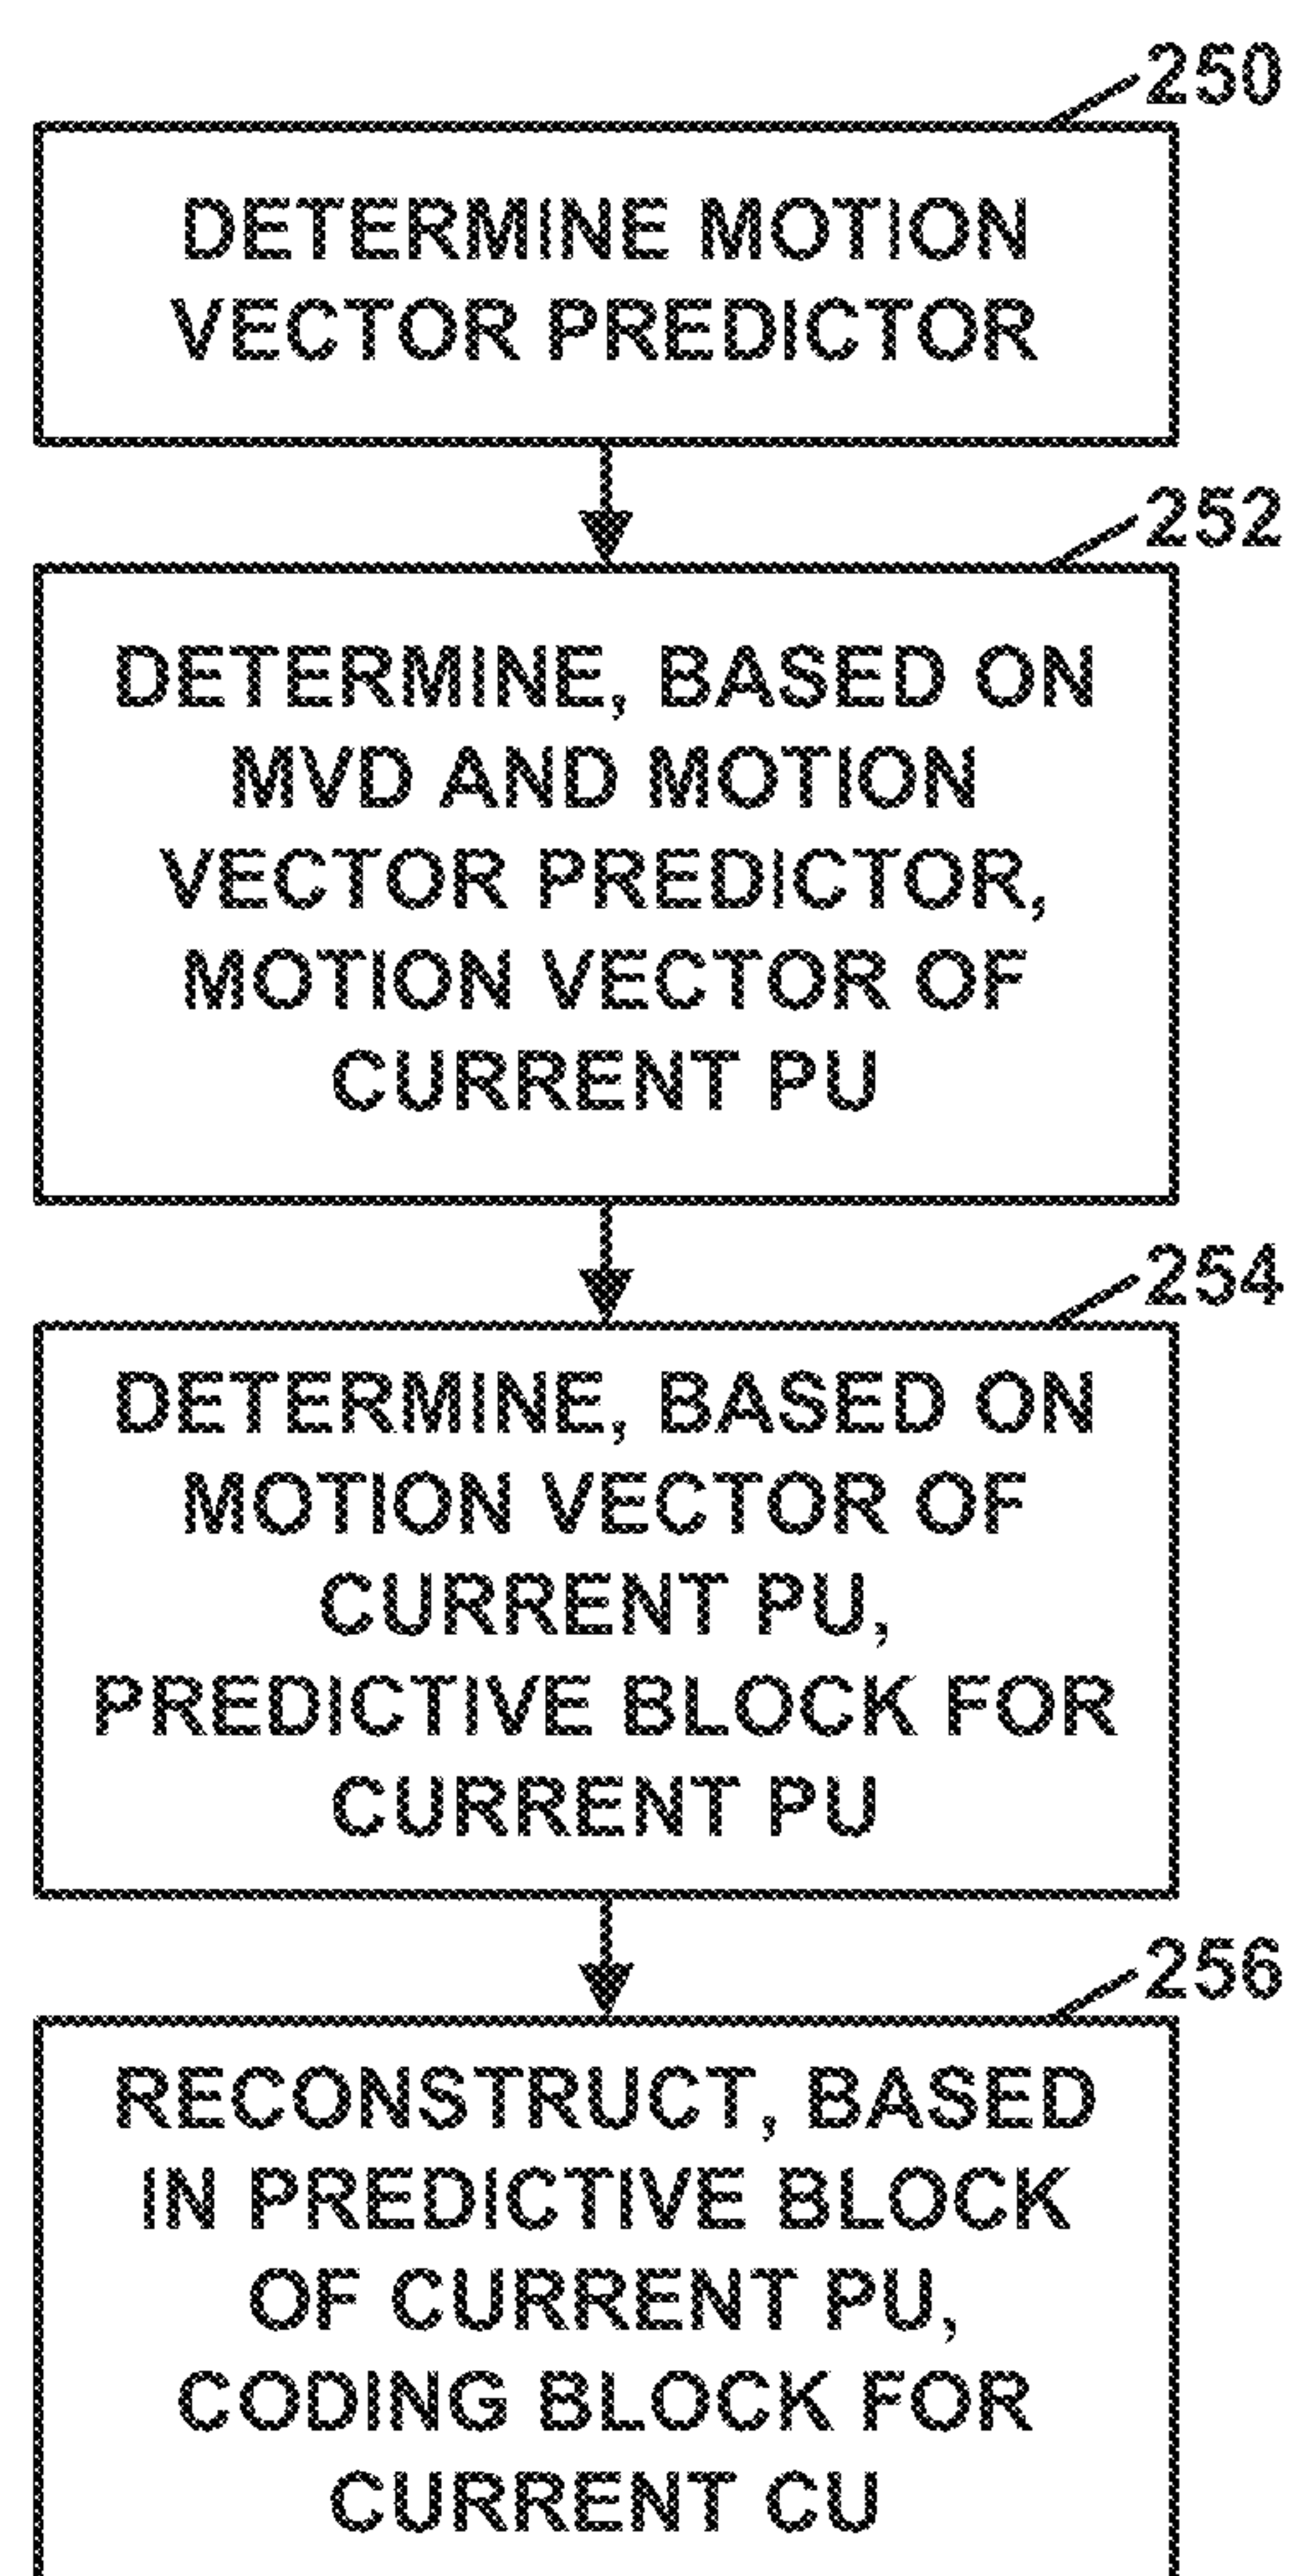 250
DETERMINE MOTION
VECTOR PREDICTOR
252
DETERMINE, BASED ON
MVD AND MOTION
VECTOR PREDICTOR,
MOTION VECTOR OF
CURRENT PU
254
DETERMINE, BASED ON
MOTION VECTOR OF
CURRENT PU,
PREDICTIVE BLOCK FOR
CURRENT PU
256
RECONSTRUCT, BASED
IN PREDICTIVE BLOCK
OF CURRENT PU,
CODING BLOCK FOR
CURRENT CU